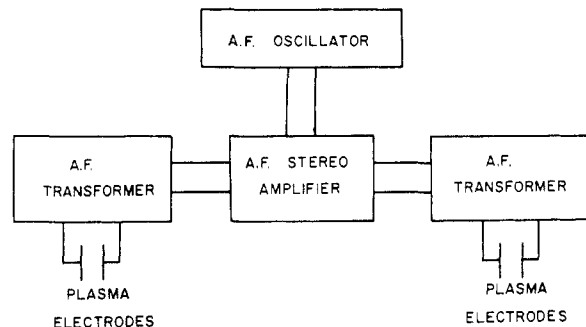 A.F. OSCILLATOR
A.F.
TRANSFORMER
A.F. STEREO
AMPLIFIER
A.F.
TRANSFORMER
PLASMA
ELECTRODES
PLASMA
ELECTRODES